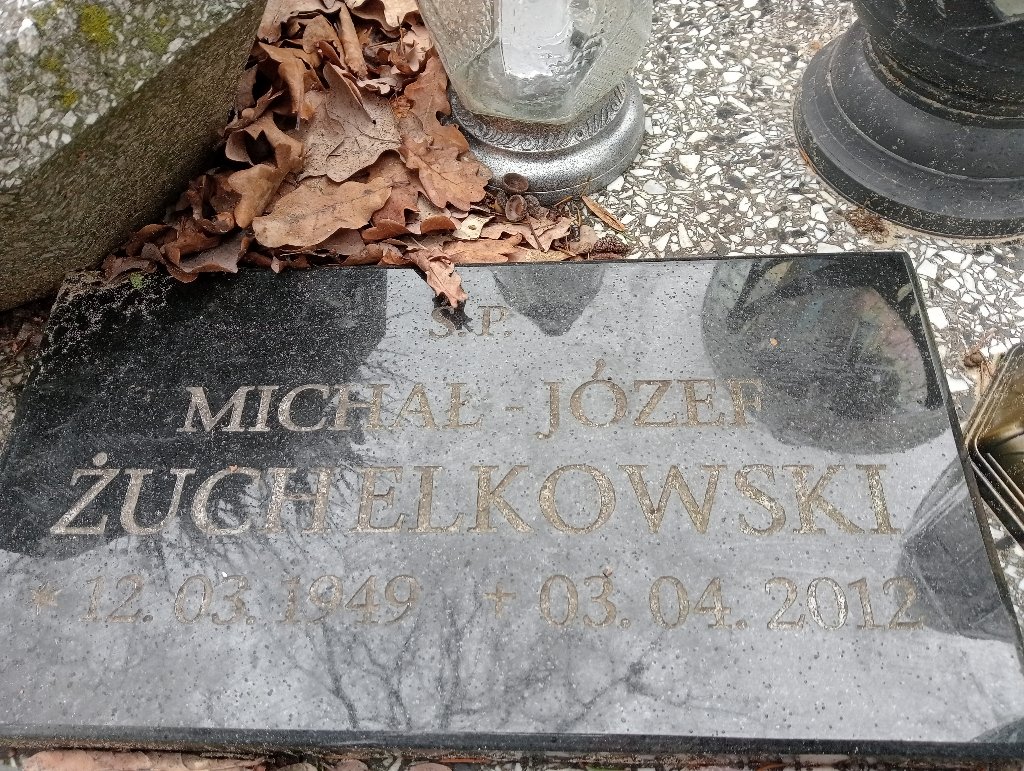 Ś. P.
MICHAŁ - JÓZEF
ŻUCHELKOWSKI
* 12. 03. 1949 + 03. 04. 2012